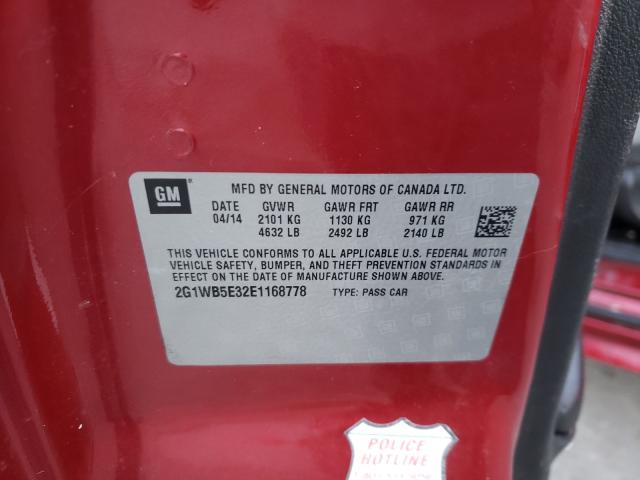 GM
MFD BY GENERAL MOTORS OF CANADA LTD.
DATE GVWR GAWR FRT GAWR RR
04/14 2101 KG 1130 KG 971 KG
4632 LB 2492 LB 2140 LB
THIS VEHICLE CONFORMS TO ALL APPLICABLE U.S. FEDERAL MOTOR
VEHICLE SAFETY, BUMPER, AND THEFT PREVENTION STANDARDS IN
EFFECT ON THE DATE OF MANUFACTURE SHOWN ABOVE.
2G1WB5E32E1168778 TYPE: PASS CAR
POLICE
HOTLINE